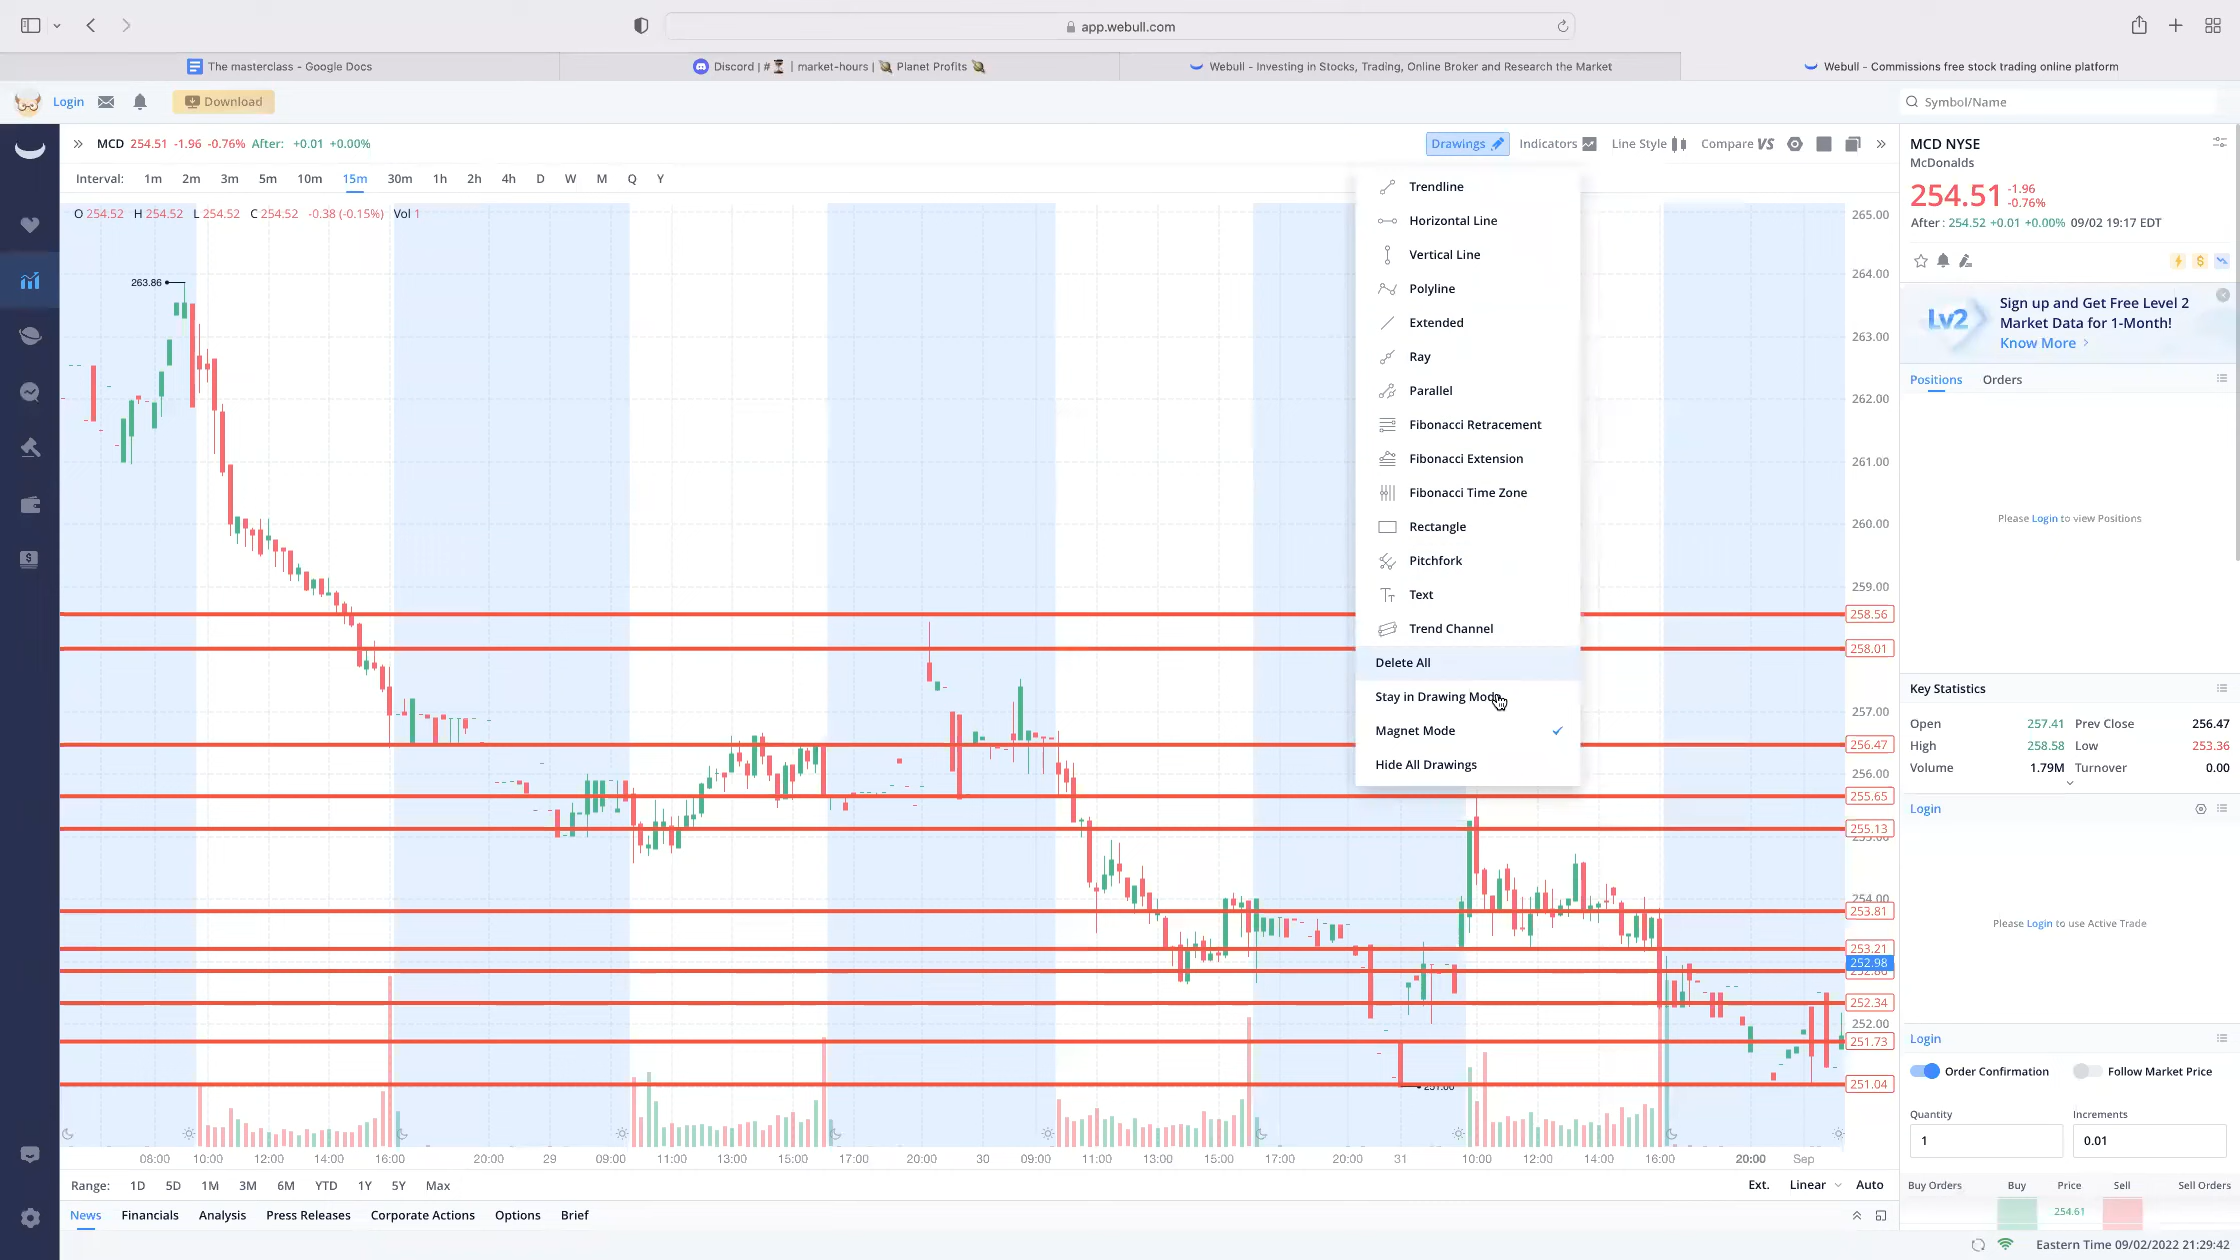 app.webull.com
The masterclass - Google Docs
Discord | #⏳ | market-hours | 🪐 Planet Profits 🪐
Webull - Investing in Stocks, Trading, Online Broker and Research the Market
Webull - Commissions free stock trading online platform
Login
Download
Symbol/Name
MCD 254.51 -1.96 -0.76% After: +0.01 +0.00%
Drawings
Indicators
Line Style
Compare VS
Interval: 1m 2m 3m 5m 10m 15m 30m 1h 2h 4h D W M Q Y
O 254.52 H 254.52 L 254.52 C 254.52 -0.38 (-0.15%) Vol 1
263.86
Trendline
Horizontal Line
Vertical Line
Polyline
Extended
Ray
Parallel
Fibonacci Retracement
Fibonacci Extension
Fibonacci Time Zone
Rectangle
Pitchfork
Text
Trend Channel
Delete All
Stay in Drawing Mode
Magnet Mode
Hide All Drawings
265.00
264.00
263.00
262.00
261.00
260.00
259.00
258.56
258.01
257.00
256.47
256.00
255.65
255.13
254.00
253.81
253.21
252.98
252.34
252.00
251.73
251.04
08:00 10:00 12:00 14:00 16:00 20:00 29 09:00 11:00 13:00 15:00 17:00 20:00 30 09:00 11:00 13:00 15:00 17:00 20:00 31 10:00 12:00 14:00 16:00 20:00 Sep
Range: 1D 5D 1M 3M 6M YTD 1Y 5Y Max
Ext. Linear Auto
News Financials Analysis Press Releases Corporate Actions Options Brief
MCD NYSE
McDonalds
254.51 -1.96
-0.76%
After : 254.52 +0.01 +0.00% 09/02 19:17 EDT
Lv2
Sign up and Get Free Level 2
Market Data for 1-Month!
Know More >
Positions Orders
Please Login to view Positions
Key Statistics
Open 257.41 Prev Close 256.47
High 258.58 Low 253.36
Volume 1.79M Turnover 0.00
Login
Please Login to use Active Trade
Login
Order Confirmation Follow Market Price
Quantity Increments
1 0.01
Buy Orders Buy Price Sell Sell Orders
254.61
Eastern Time 09/02/2022 21:29:42